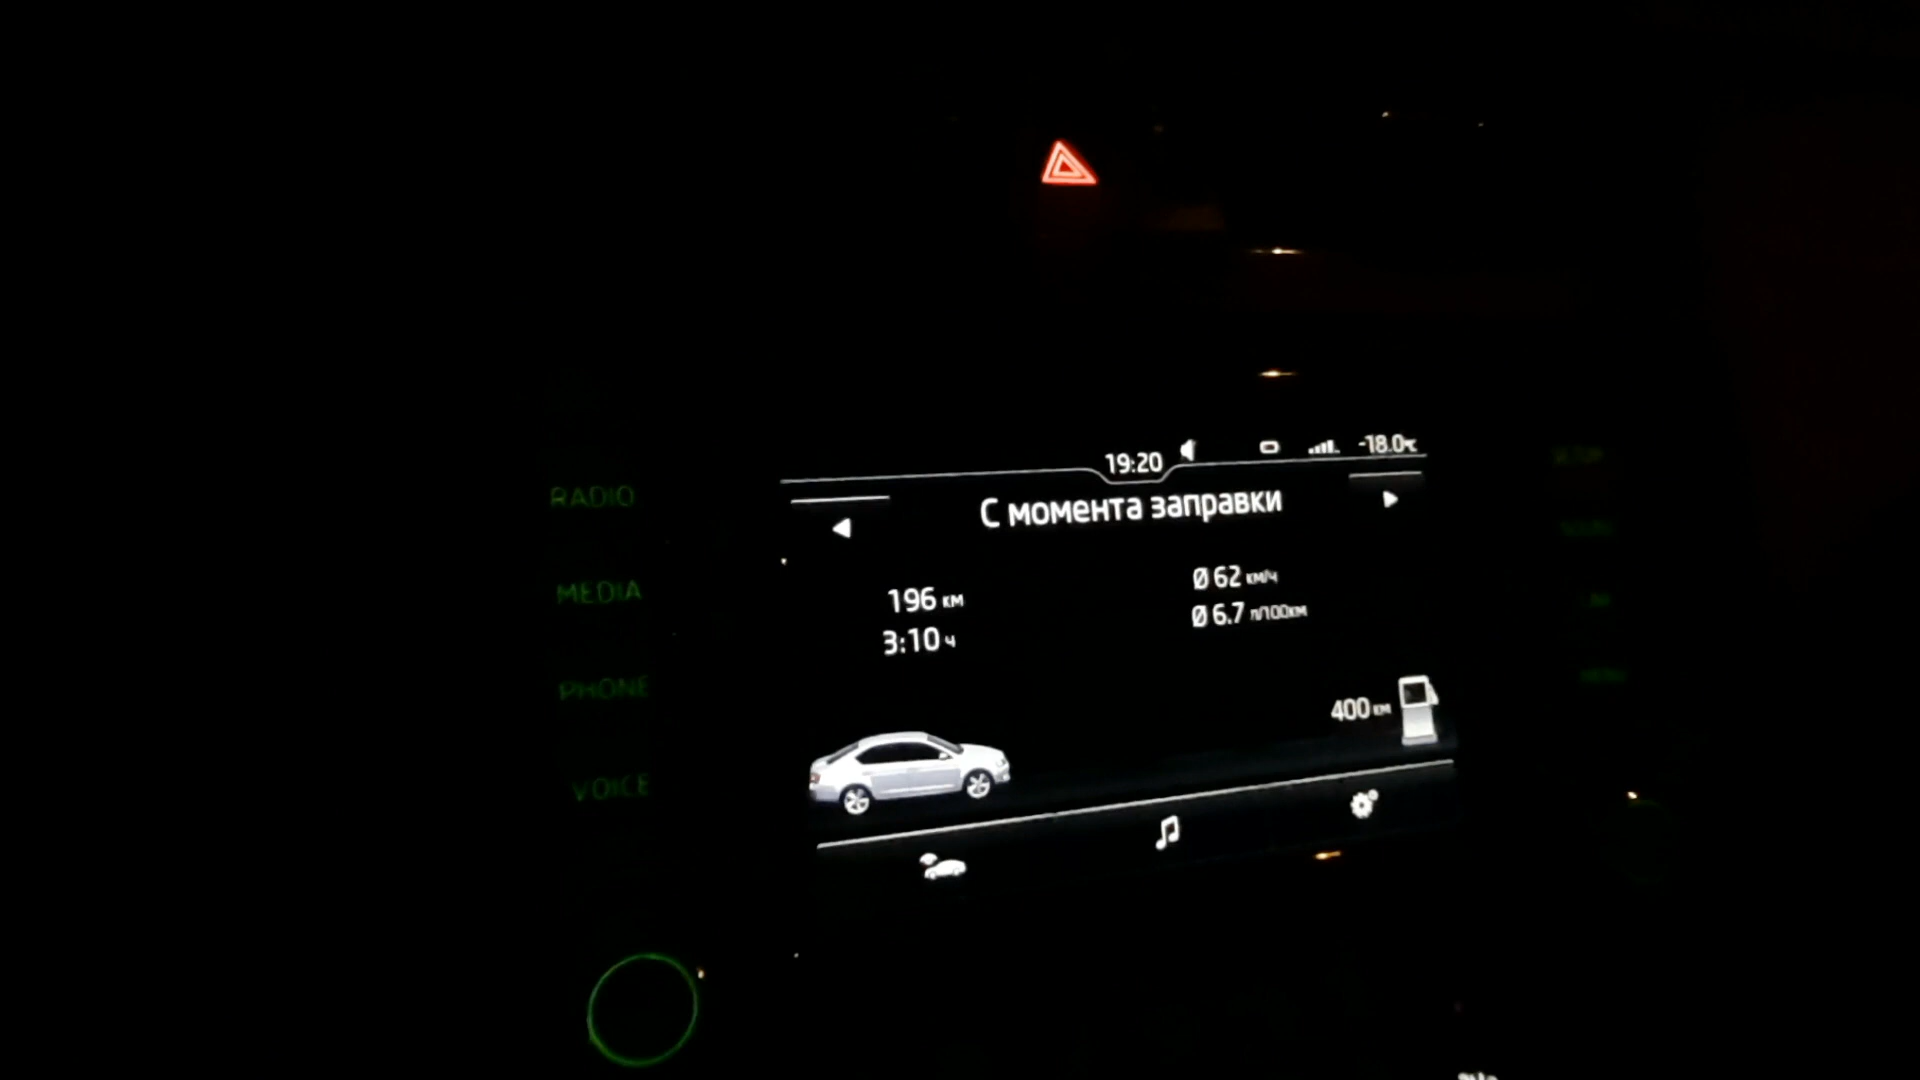 19:20
-18.0℃
С момента заправки
196 км
Ø 62 км/ч
3:10 ч
Ø 6.7 л/100км
400 км
RADIO
MEDIA
PHONE
VOICE